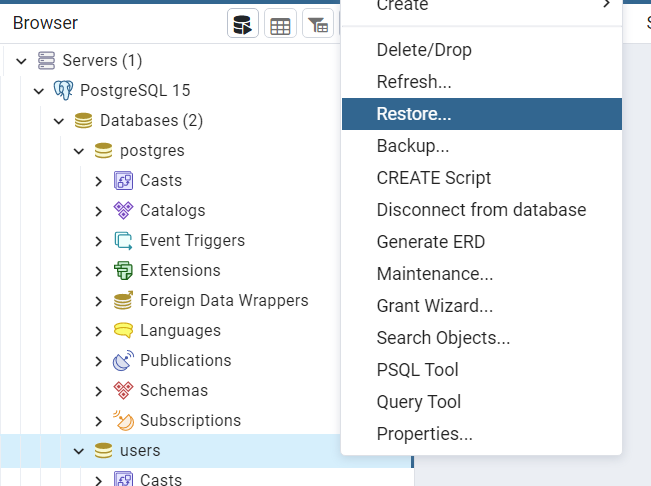 Browser
Servers (1)
PostgreSQL 15
Databases (2)
postgres
Casts
Catalogs
Event Triggers
Extensions
Foreign Data Wrappers
Languages
Publications
Schemas
Subscriptions
users
Casts
Create
Delete/Drop
Refresh...
Restore...
Backup...
CREATE Script
Disconnect from database
Generate ERD
Maintenance...
Grant Wizard...
Search Objects...
PSQL Tool
Query Tool
Properties...